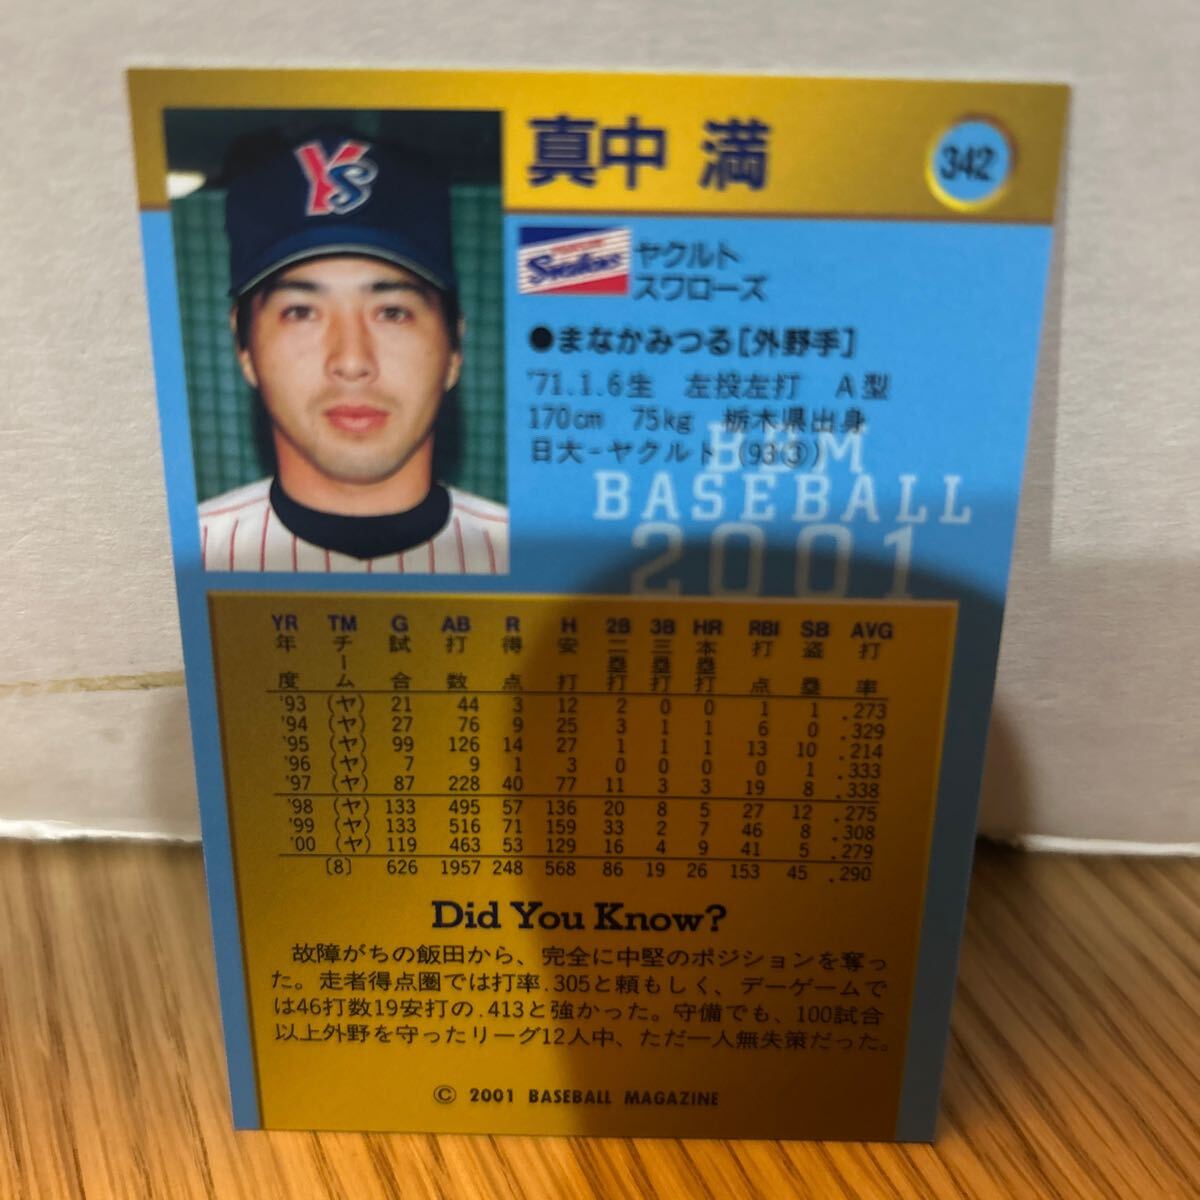 真中 満
342
YS
Swallows
ヤクルト
スワローズ
●まなかみつる[外野手]
'71.1.6生 左投左打 A型
170cm 75kg 栃木県出身
日大-ヤクルト(93③)
BBM
BASEBALL
2001
YR TM G AB R H 2B 3B HR RBI SB AVG
年度 チーム 試合 打数 得点 安打 二塁打 三塁打 本塁打 打点 盗塁 打率
'93 (ヤ) 21 44 3 12 2 0 0 1 1 .273
'94 (ヤ) 27 76 9 25 3 1 1 6 0 .329
'95 (ヤ) 99 126 14 27 1 1 1 13 10 .214
'96 (ヤ) 7 9 1 3 0 0 0 0 1 .333
'97 (ヤ) 87 228 40 77 11 3 3 19 8 .338
'98 (ヤ) 133 495 57 136 20 8 5 27 12 .275
'99 (ヤ) 133 516 71 159 33 2 7 46 8 .308
'00 (ヤ) 119 463 53 129 16 4 9 41 5 .279
[8] 626 1957 248 568 86 19 26 153 45 .290
Did You Know?
故障がちの飯田から、完全に中堅のポジションを奪っ
た。走者得点圏では打率.305と頼もしく、デーゲームで
は46打数19安打の.413と強かった。守備でも、100試合
以上外野を守ったリーグ12人中、ただ一人無失策だった。
© 2001 BASEBALL MAGAZINE